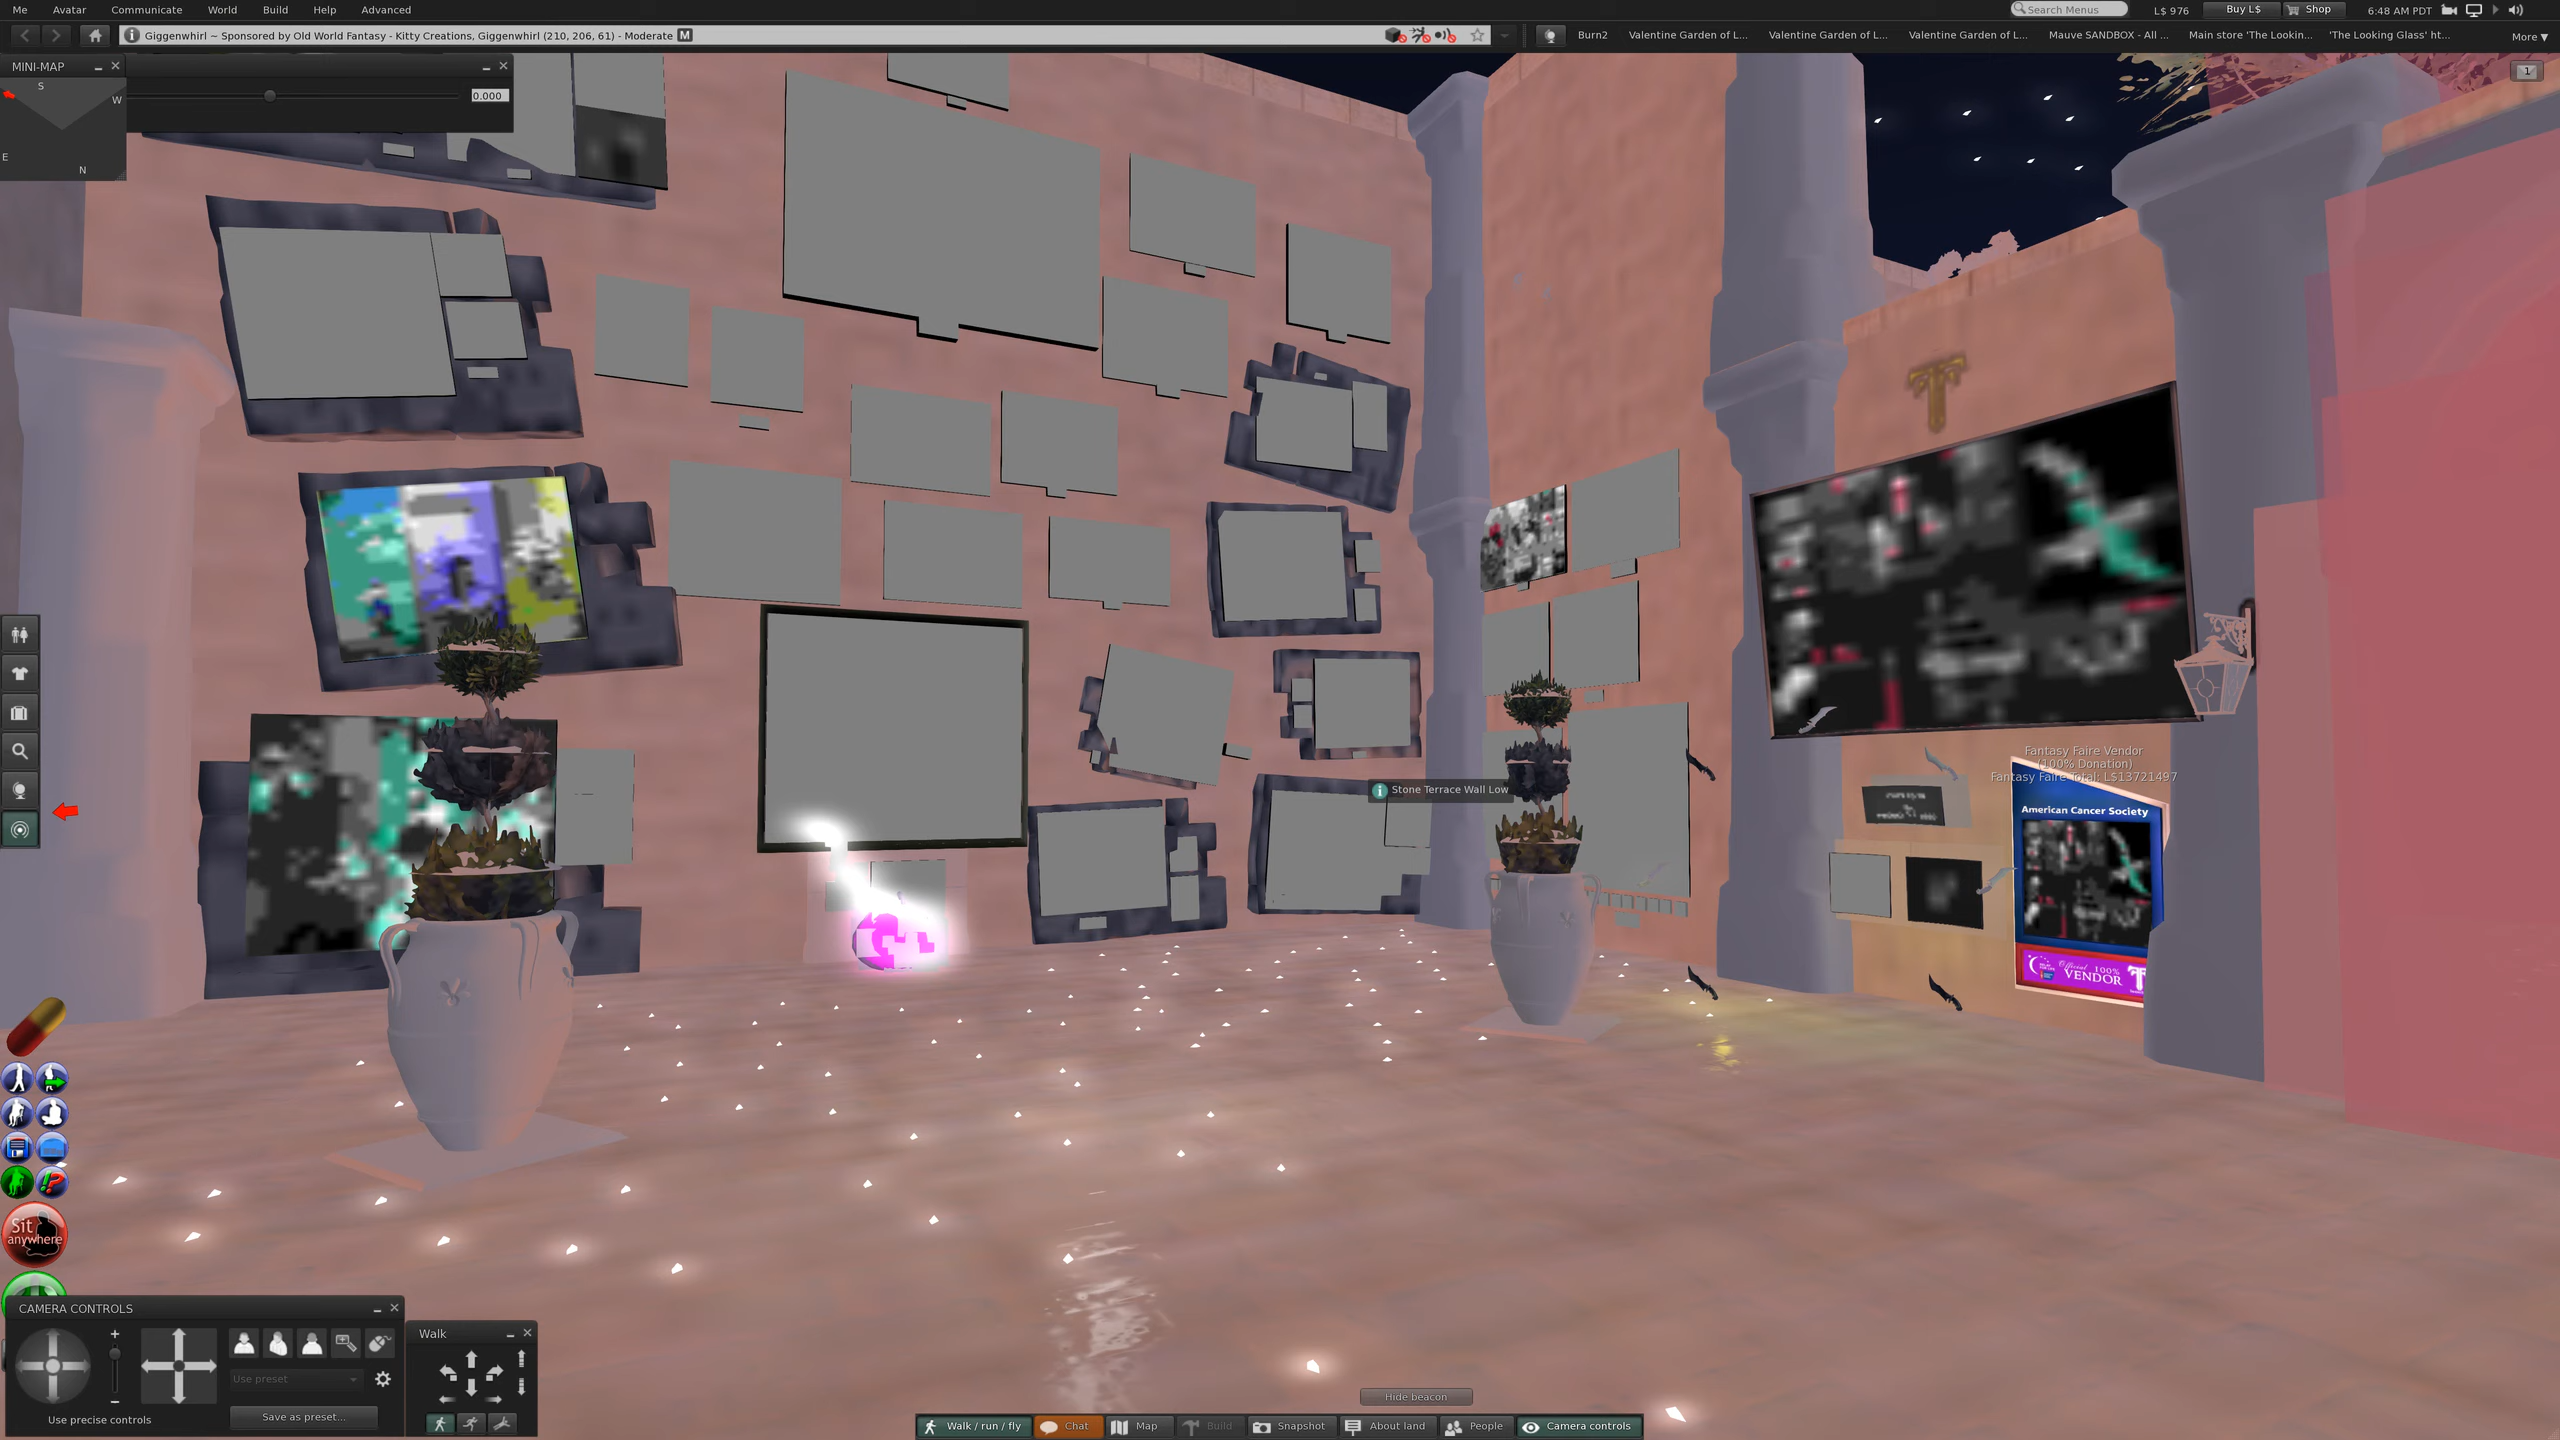 Me Avatar Communicate World Build Help Advanced
Search Menus
L$ 976
Buy L$
Shop
6:48 AM PDT
Giggenwhirl ~ Sponsored by Old World Fantasy - Kitty Creations, Giggenwhirl (210, 206, 61) - Moderate M
Burn2
Valentine Garden of L...
Valentine Garden of L...
Valentine Garden of L...
Mauve SANDBOX - All ...
Main store 'The Lookin...
'The Looking Glass' ht...
More
MINI-MAP
S
W
E
N
0.000
1
Fantasy Faire Vendor
(100% Donation)
Fantasy Faire Total: L$13721497
Stone Terrace Wall Low
American Cancer Society
Official 100%
VENDOR
Sit
anywhere
CAMERA CONTROLS
Use preset
Use precise controls
Save as preset...
Walk
Hide beacon
Walk / run / fly
Chat
Map
Build
Snapshot
About land
People
Camera controls